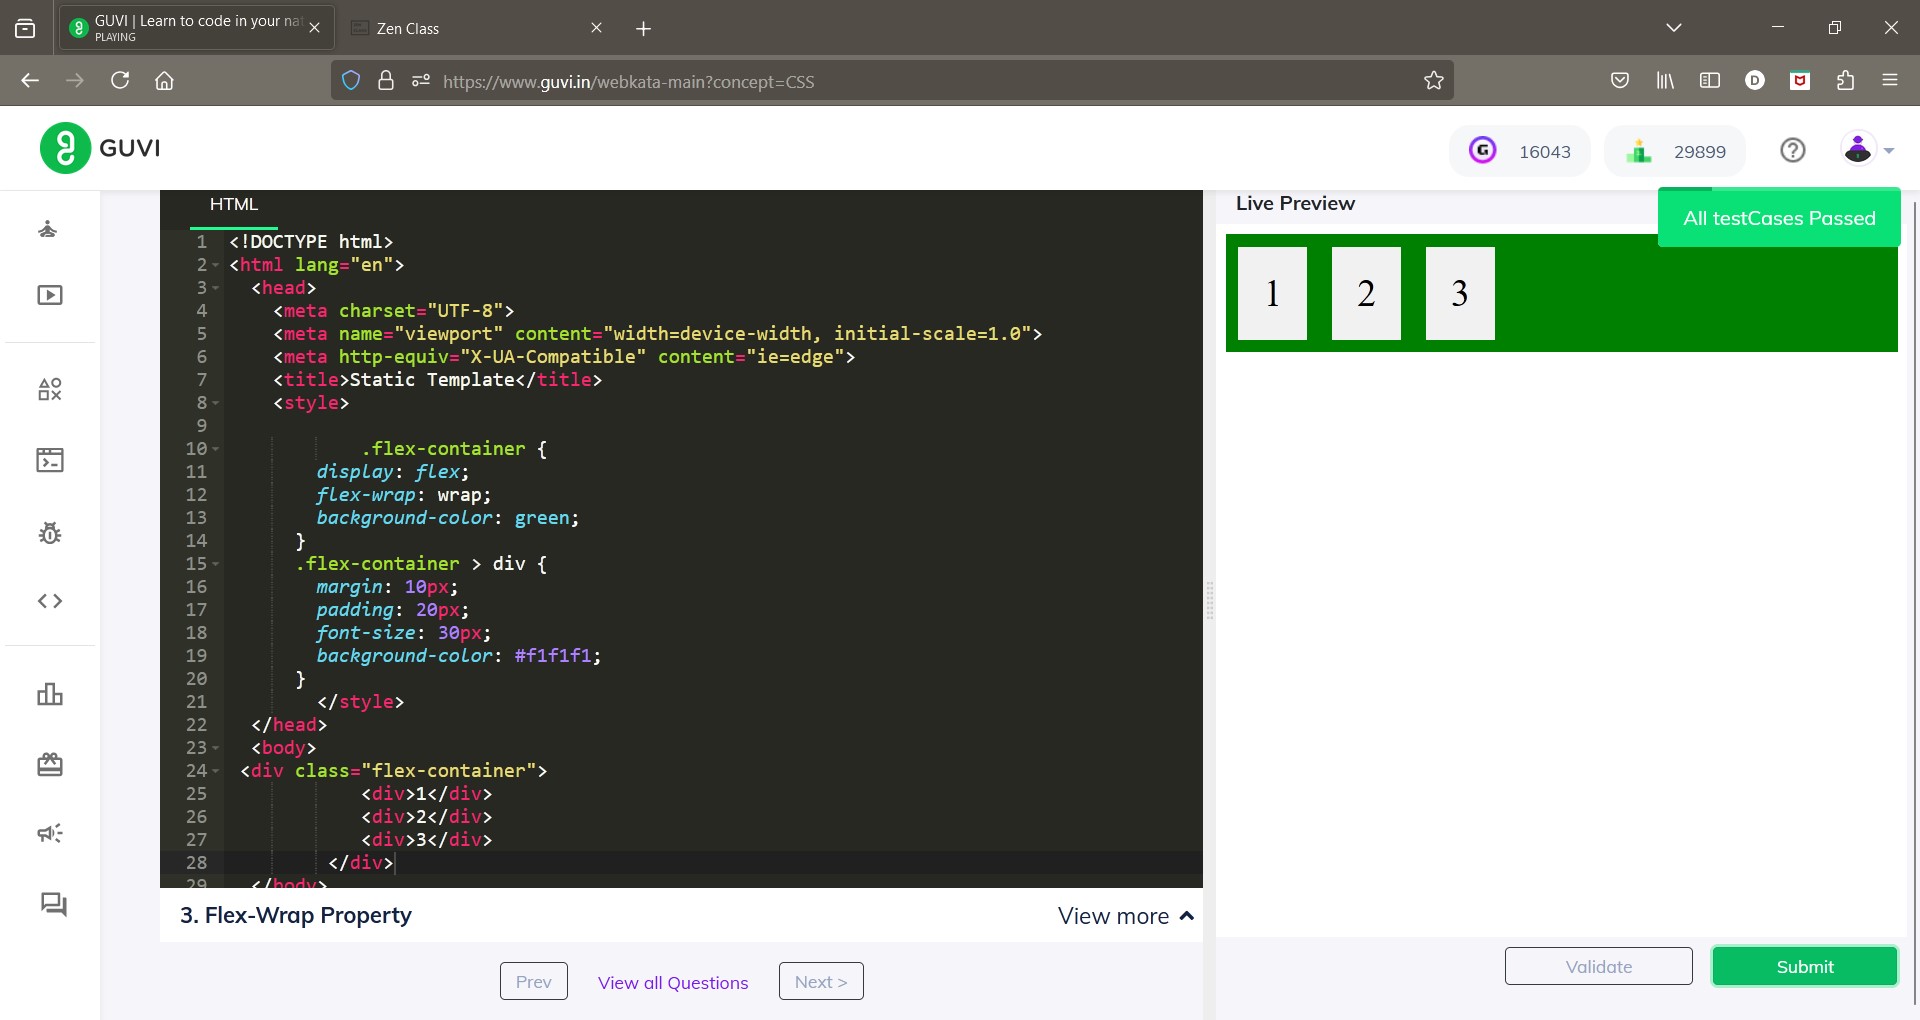 GUVI | Learn to code in your nat
PLAYING
Zen Class
https://www.guvi.in/webkata-main?concept=CSS
D
GUVI
G
16043
29899
HTML
1 <!DOCTYPE html>
2 <html lang="en">
3 <head>
4 <meta charset="UTF-8">
5 <meta name="viewport" content="width=device-width, initial-scale=1.0">
6 <meta http-equiv="X-UA-Compatible" content="ie=edge">
7 <title>Static Template</title>
8 <style>
9
10 .flex-container {
11 display: flex;
12 flex-wrap: wrap;
13 background-color: green;
14 }
15 .flex-container > div {
16 margin: 10px;
17 padding: 20px;
18 font-size: 30px;
19 background-color: #f1f1f1;
20 }
21 </style>
22 </head>
23 <body>
24 <div class="flex-container">
25 <div>1</div>
26 <div>2</div>
27 <div>3</div>
28 </div>
29 </body>
Live Preview
All testCases Passed
1 2 3
3. Flex-Wrap Property
View more
Prev
View all Questions
Next >
Validate
Submit